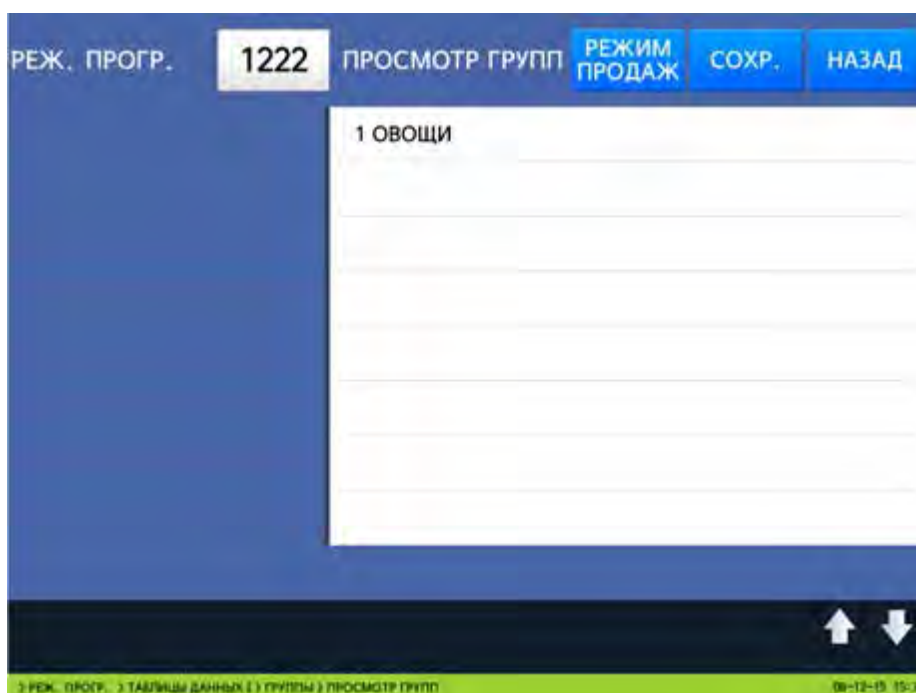 РЕЖ. ПРОГР.
1222
ПРОСМОТР ГРУПП
РЕЖИМ
ПРОДАЖ
СОХР.
НАЗАД
1 ОВОЩИ
РЕЖ. ПРОГР. > ТАБЛИЦЫ ДАННЫХ > ГРУППЫ > ПРОСМОТР ГРУПП